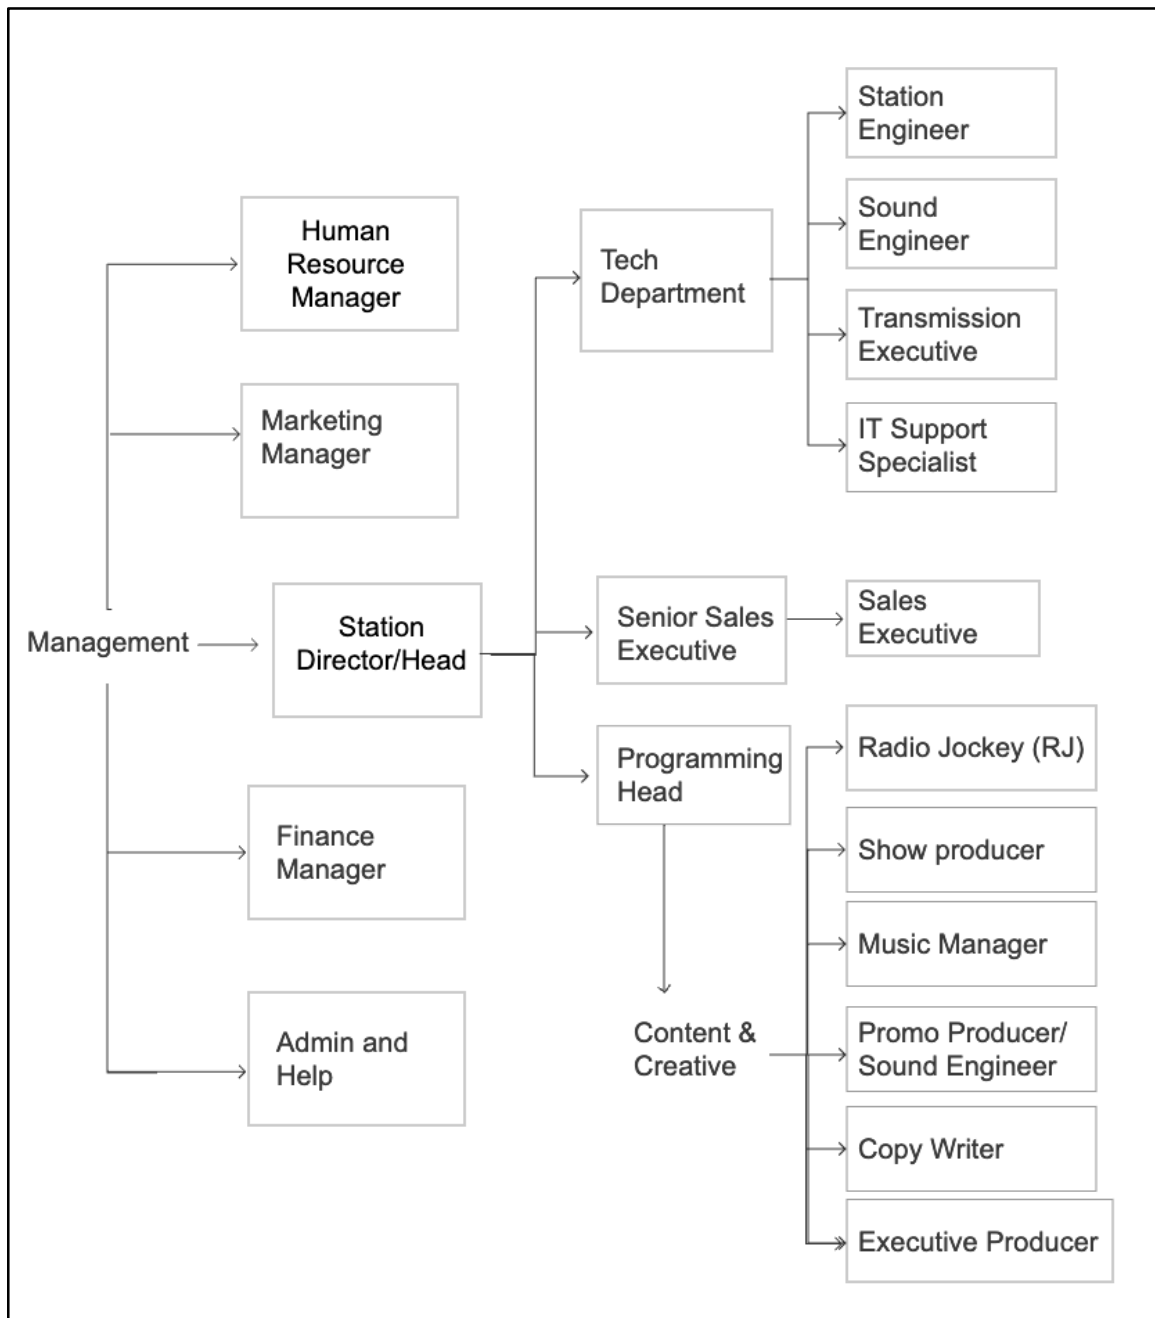 Management
Human
Resource
Manager
Marketing
Manager
Station
Director/Head
Finance
Manager
Admin and
Help
Tech
Department
Senior Sales
Executive
Programming
Head
Content &
Creative
Station
Engineer
Sound
Engineer
Transmission
Executive
IT Support
Specialist
Sales
Executive
Radio Jockey (RJ)
Show producer
Music Manager
Promo Producer/
Sound Engineer
Copy Writer
Executive Producer